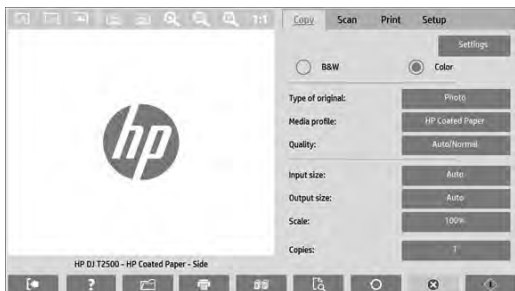 1:1
Copy Scan Print Setup
Settings
B&W Color
Type of original: Photo
Media profile: HP Coated Paper
Quality: Auto/Normal
Input size: Auto
Output size: Auto
Scale: 100%
Copies: 1
hp
HP DJ T2500 - HP Coated Paper - Side
?